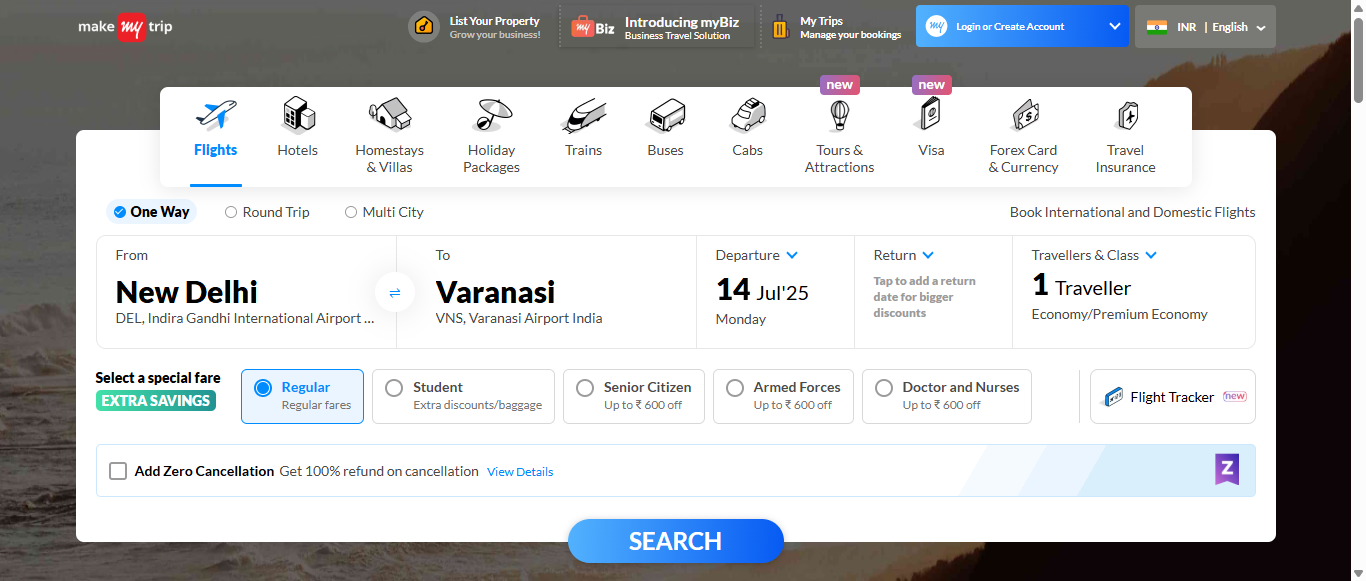 make my trip
List Your Property
Grow your business!
my Biz
Introducing myBiz
Business Travel Solution
My Trips
Manage your bookings
my
Login or Create Account
INR | English
new
new
Flights
Hotels
Homestays
& Villas
Holiday
Packages
Trains
Buses
Cabs
Tours &
Attractions
Visa
Forex Card
& Currency
Travel
Insurance
One Way
Round Trip
Multi City
Book International and Domestic Flights
From
New Delhi
DEL, Indira Gandhi International Airport ...
To
Varanasi
VNS, Varanasi Airport India
Departure
14 Jul'25
Monday
Return
Tap to add a return
date for bigger
discounts
Travellers & Class
1 Traveller
Economy/Premium Economy
Select a special fare
EXTRA SAVINGS
Regular
Regular fares
Student
Extra discounts/baggage
Senior Citizen
Up to ₹ 600 off
Armed Forces
Up to ₹ 600 off
Doctor and Nurses
Up to ₹ 600 off
Flight Tracker new
Add Zero Cancellation Get 100% refund on cancellation View Details
Z
SEARCH